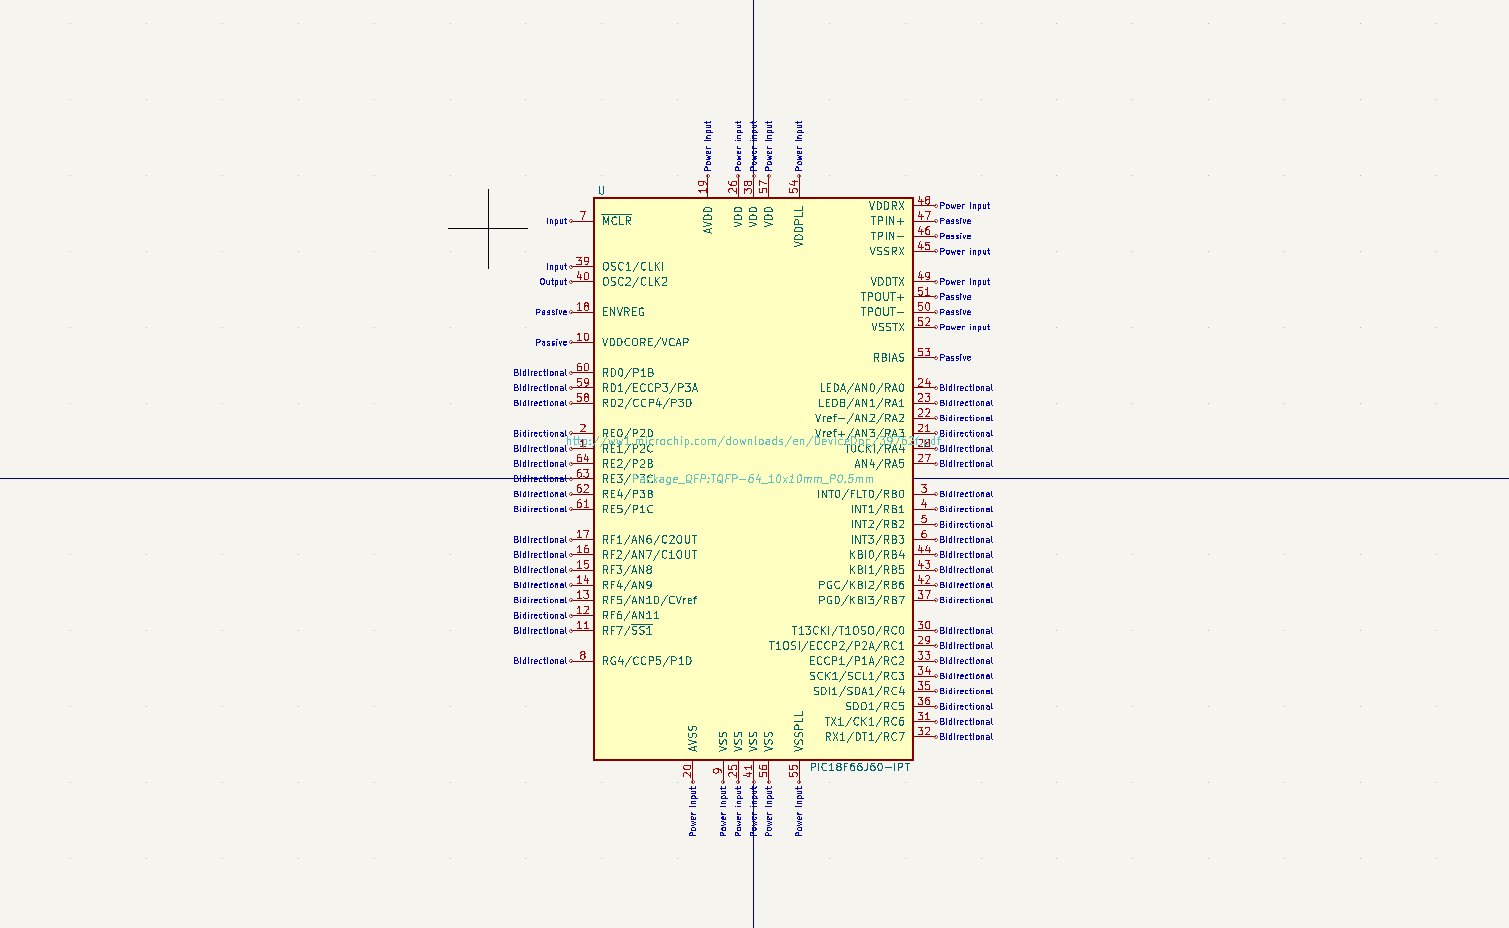 Power Input Power Input Power Input Power Input Power Input
19 26 38 57 54
U
AVDD VDD VDD VDD VDDPLL
Input 7 MCLR
Input 39 OSC1/CLKI
Output 40 OSC2/CLK2
Passive 18 ENVREG
Passive 10 VDDCORE/VCAP
Bidirectional 60 RD0/P1B
Bidirectional 59 RD1/ECCP3/P3A
Bidirectional 58 RD2/CCP4/P3D
Bidirectional 2 RE0/P2D
Bidirectional 1 RE1/P2C
Bidirectional 64 RE2/P2B
Bidirectional 63 RE3/P3C
Bidirectional 62 RE4/P3B
Bidirectional 61 RE5/P1C
Bidirectional 17 RF1/AN6/C2OUT
Bidirectional 16 RF2/AN7/C1OUT
Bidirectional 15 RF3/AN8
Bidirectional 14 RF4/AN9
Bidirectional 13 RF5/AN10/CVref
Bidirectional 12 RF6/AN11
Bidirectional 11 RF7/SS1
Bidirectional 8 RG4/CCP5/P1D
VDDRX 48 Power Input
TPIN+ 47 Passive
TPIN- 46 Passive
VSSRX 45 Power Input
VDDTX 49 Power Input
TPOUT+ 51 Passive
TPOUT- 50 Passive
VSSTX 52 Power Input
RBIAS 53 Passive
LEDA/AN0/RA0 24 Bidirectional
LEDB/AN1/RA1 23 Bidirectional
Vref-/AN2/RA2 22 Bidirectional
Vref+/AN3/RA3 21 Bidirectional
T0CKI/RA4 28 Bidirectional
AN4/RA5 27 Bidirectional
http://ww1.microchip.com/downloads/en/DeviceDoc/39762f.pdf
Package_QFP:TQFP-64_10x10mm_P0.5mm
INT0/FLT0/RB0 3 Bidirectional
INT1/RB1 4 Bidirectional
INT2/RB2 5 Bidirectional
INT3/RB3 6 Bidirectional
KBI0/RB4 44 Bidirectional
KBI1/RB5 43 Bidirectional
PGC/KBI2/RB6 42 Bidirectional
PGD/KBI3/RB7 37 Bidirectional
T13CKI/T1OSO/RC0 30 Bidirectional
T1OSI/ECCP2/P2A/RC1 29 Bidirectional
ECCP1/P1A/RC2 33 Bidirectional
SCK1/SCL1/RC3 34 Bidirectional
SDI1/SDA1/RC4 35 Bidirectional
SDO1/RC5 36 Bidirectional
TX1/CK1/RC6 31 Bidirectional
RX1/DT1/RC7 32 Bidirectional
AVSS VSS VSS VSS VSS VSSPLL
PIC18F66J60-IPT
20 9 25 41 56 55
Power Input Power Input Power Input Power Input Power Input Power Input